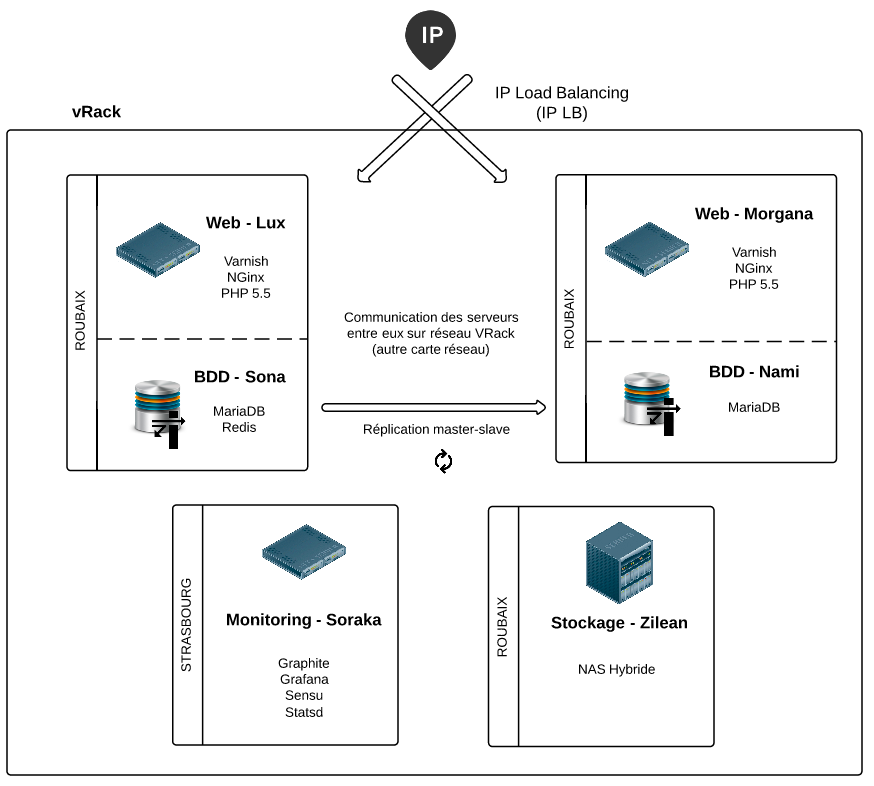 IP
IP Load Balancing
(IP LB)
vRack
ROUBAIX
Web - Lux
Varnish
NGinx
PHP 5.5
BDD - Sona
MariaDB
Redis
Communication des serveurs
entre eux sur réseau VRack
(autre carte réseau)
Réplication master-slave
ROUBAIX
Web - Morgana
Varnish
NGinx
PHP 5.5
BDD - Nami
MariaDB
STRASBOURG
Monitoring - Soraka
Graphite
Grafana
Sensu
Statsd
ROUBAIX
Stockage - Zilean
NAS Hybride